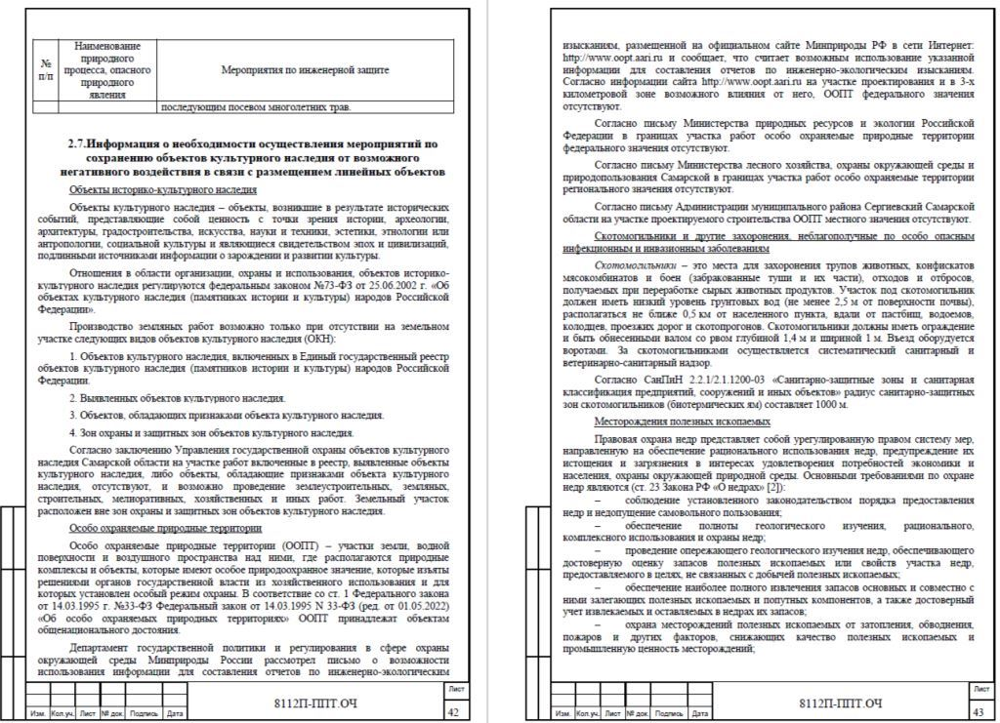 №
п/п
Наименование
природного
процесса, опасного
природного
явления
Мероприятия по инженерной защите
последующим посевом многолетних трав.
2.7.Информация о необходимости осуществления мероприятий по
сохранению объектов культурного наследия от возможного
негативного воздействия в связи с размещением линейных объектов
Объекты историко-культурного наследия
Объекты культурного наследия – объекты, возникшие в результате исторических
событий, представляющие собой ценность с точки зрения истории, археологии,
архитектуры, градостроительства, искусства, науки и техники, эстетики, этнологии или
антропологии, социальной культуры и являющиеся свидетельством эпох и цивилизаций,
подлинными источниками информации о зарождении и развитии культуры.
Отношения в области организации, охраны и использования, объектов историко-
культурного наследия регулируются федеральным законом №73-ФЗ от 25.06.2002 г. «Об
объектах культурного наследия (памятниках истории и культуры) народов Российской
Федерации».
Производство земляных работ возможно только при отсутствии на земельном
участке следующих видов объектов культурного наследия (ОКН):
1. Объектов культурного наследия, включенных в Единый государственный реестр
объектов культурного наследия (памятников истории и культуры) народов Российской
Федерации.
2. Выявленных объектов культурного наследия.
3. Объектов, обладающих признаками объекта культурного наследия.
4. Зон охраны и защитных зон объектов культурного наследия.
Согласно заключению Управления государственной охраны объектов культурного
наследия Самарской области на участке работ включенные в реестр, выявленные объекты
культурного наследия, либо объекты, обладающие признаками объекта культурного
наследия, отсутствуют, и возможно проведение землеустроительных, земляных,
строительных, мелиоративных, хозяйственных и иных работ. Земельный участок
расположен вне зон охраны и защитных зон объектов культурного наследия.
Особо охраняемые природные территории
Особо охраняемые природные территории (ООПТ) – участки земли, водной
поверхности и воздушного пространства над ними, где располагаются природные
комплексы и объекты, которые имеют особое природоохранное значение, которые изъяты
решениями органов государственной власти из хозяйственного использования и для
которых установлен особый режим охраны. В соответствие со ст. 1 Федерального закона
от 14.03.1995 г. №33-ФЗ Федеральный закон от 14.03.1995 N 33-ФЗ (ред. от 01.05.2022)
«Об особо охраняемых природных территориях» ООПТ принадлежат объектам
общенационального достояния.
Департамент государственной политики и регулирования в сфере охраны
окружающей среды Минприроды России рассмотрел письмо о возможности
использования информации для составления отчетов по инженерно-экологическим
Изм. Кол.уч. Лист № док. Подпись Дата
8112П-ППТ.ОЧ
Лист
42
изысканиям, размещенной на официальном сайте Минприроды РФ в сети Интернет:
http://www.oopt.aari.ru и сообщает, что считает возможным использование указанной
информации для составления отчетов по инженерно-экологическим изысканиям.
Согласно информации сайта http://www.oopt.aari.ru на участке проектирования и в 3-х
километровой зоне возможного влияния от него, ООПТ федерального значения
отсутствуют.
Согласно письму Министерства природных ресурсов и экологии Российской
Федерации в границах участка работ особо охраняемые природные территории
федерального значения отсутствуют.
Согласно письму Министерства лесного хозяйства, охраны окружающей среды и
природопользования Самарской в границах участка работ особо охраняемые территории
регионального значения отсутствуют.
Согласно письму Администрации муниципального района Сергиевский Самарской
области на участке проектируемого строительства ООПТ местного значения отсутствуют.
Скотомогильники и другие захоронения, неблагополучные по особо опасным
инфекционным и инвазионным заболеваниям
Скотомогильники – это места для захоронения трупов животных, конфискатов
мясокомбинатов и боен (забракованные туши и их части), отходов и отбросов,
получаемых при переработке сырых животных продуктов. Участок под скотомогильник
должен иметь низкий уровень грунтовых вод (не менее 2,5 м от поверхности почвы),
располагаться не ближе 0,5 км от населенного пункта, вдали от пастбищ, водоемов,
колодцев, проезжих дорог и скотопрогонов. Скотомогильники должны иметь ограждение
и быть обнесенными валом со рвом глубиной 1,4 м и шириной 1 м. Въезд оборудуется
воротами. За скотомогильниками осуществляется систематический санитарный и
ветеринарно-санитарный надзор.
Согласно СанПиН 2.2.1/2.1.1200-03 «Санитарно-защитные зоны и санитарная
классификация предприятий, сооружений и иных объектов» радиус санитарно-защитных
зон скотомогильников (биотермических ям) составляет 1000 м.
Месторождения полезных ископаемых
Правовая охрана недр представляет собой урегулированную правом систему мер,
направленную на обеспечение рационального использования недр, предупреждение их
истощения и загрязнения в интересах удовлетворения потребностей экономики и
населения, охраны окружающей природной среды. Основными требованиями по охране
недр являются (ст. 23 Закона РФ «О недрах» [2]):
– соблюдение установленного законодательством порядка предоставления
недр и недопущение самовольного пользования;
– обеспечение полноты геологического изучения, рационального,
комплексного использования и охраны недр;
– проведение опережающего геологического изучения недр, обеспечивающего
достоверную оценку запасов полезных ископаемых или свойств участка недр,
предоставляемого в целях, не связанных с добычей полезных ископаемых;
– обеспечение наиболее полного извлечения запасов основных и совместно с
ними залегающих полезных ископаемых и попутных компонентов, а также достоверный
учет извлекаемых и оставляемых в недрах их запасов;
– охрана месторождений полезных ископаемых от затопления, обводнения,
пожаров и других факторов, снижающих качество полезных ископаемых и
промышленную ценность месторождений;
Изм. Кол.уч. Лист № док. Подпись Дата
8112П-ППТ.ОЧ
Лист
43